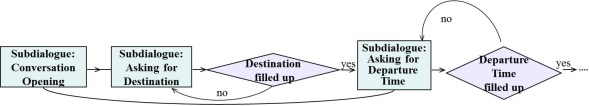 Subdialogue:
Conversation
Opening
Subdialogue:
Asking for
Destination
Destination
filled up
no
yes
Subdialogue:
Asking for
Departure
Time
no
Departure
Time
filled up
yes
....